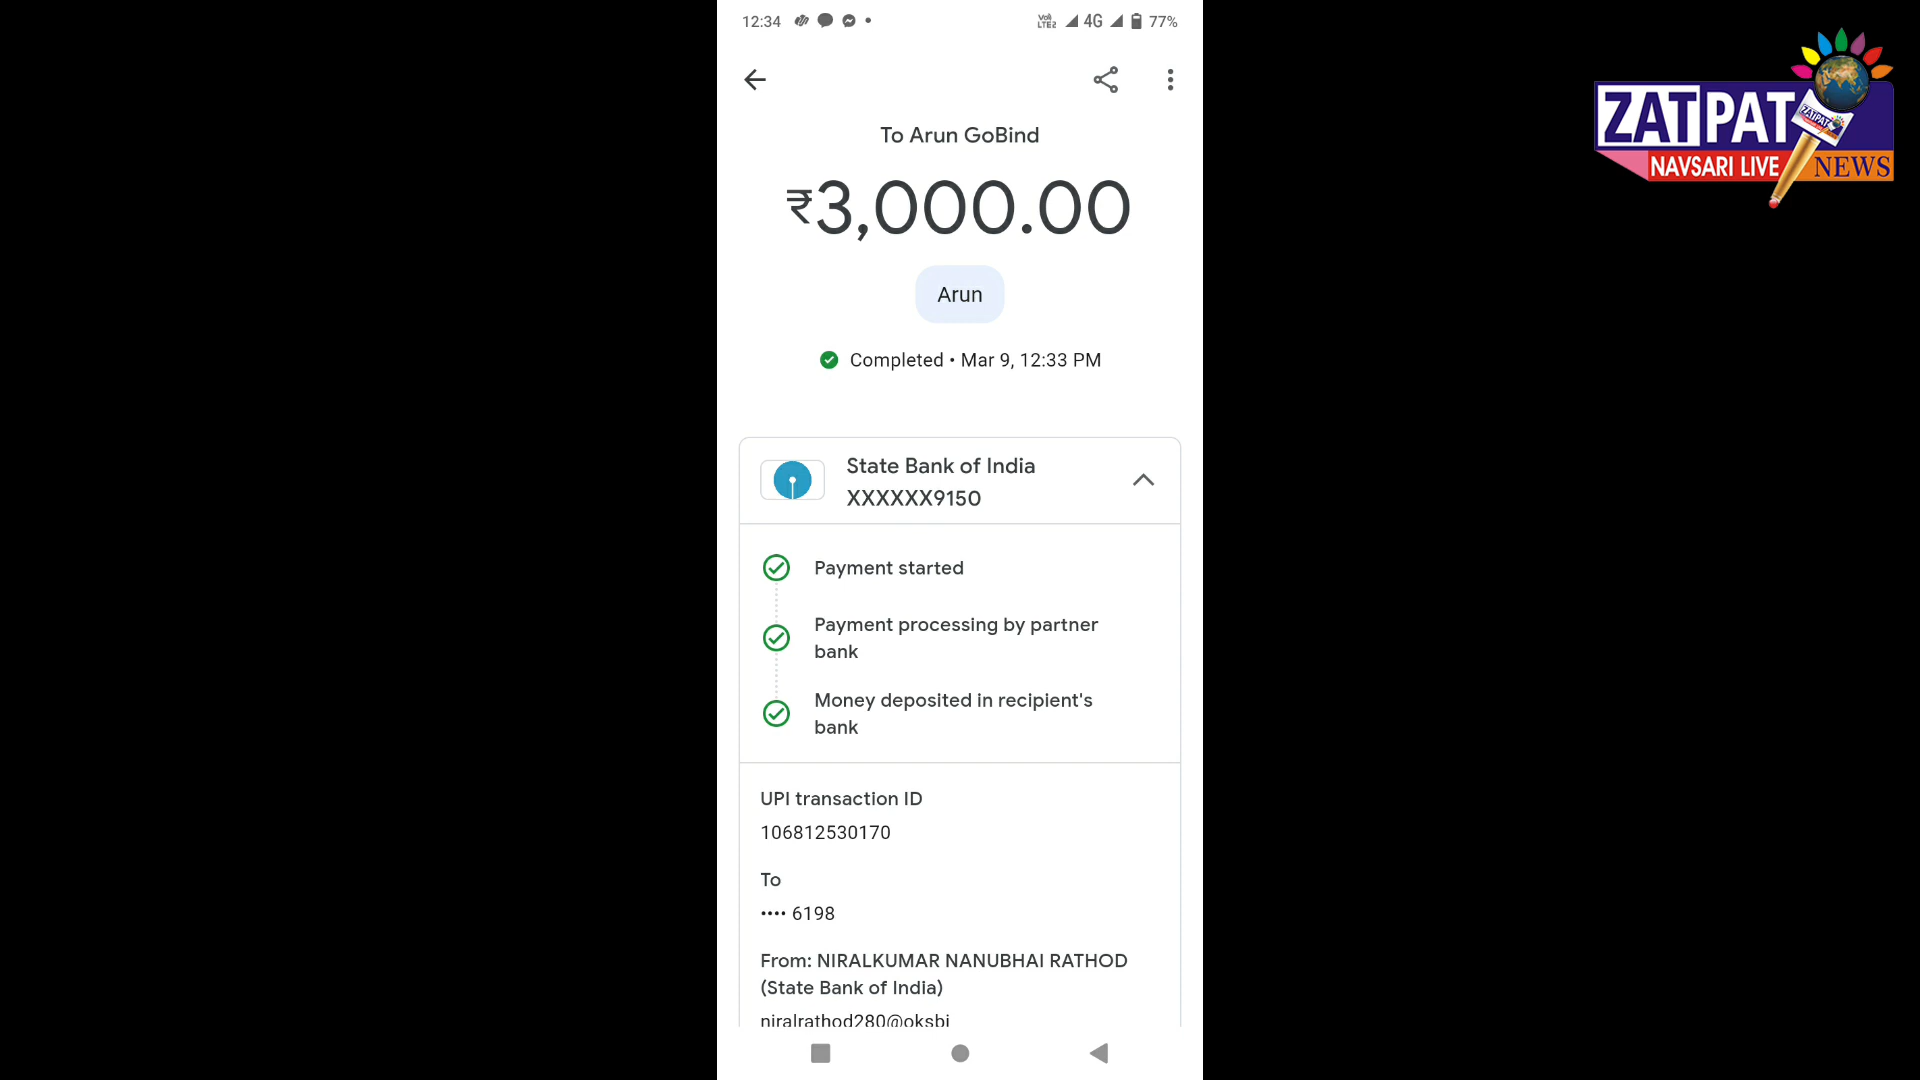 12:34
Vo)) LTE2 4G 77%
To Arun GoBind
₹3,000.00
Arun
Completed • Mar 9, 12:33 PM
State Bank of India
XXXXXX9150
Payment started
Payment processing by partner
bank
Money deposited in recipient's
bank
UPI transaction ID
106812530170
To
•••• 6198
From: NIRALKUMAR NANUBHAI RATHOD
(State Bank of India)
niralrathod280@oksbi
ZATPAT
ZATPAT
NAVSARI LIVE NEWS